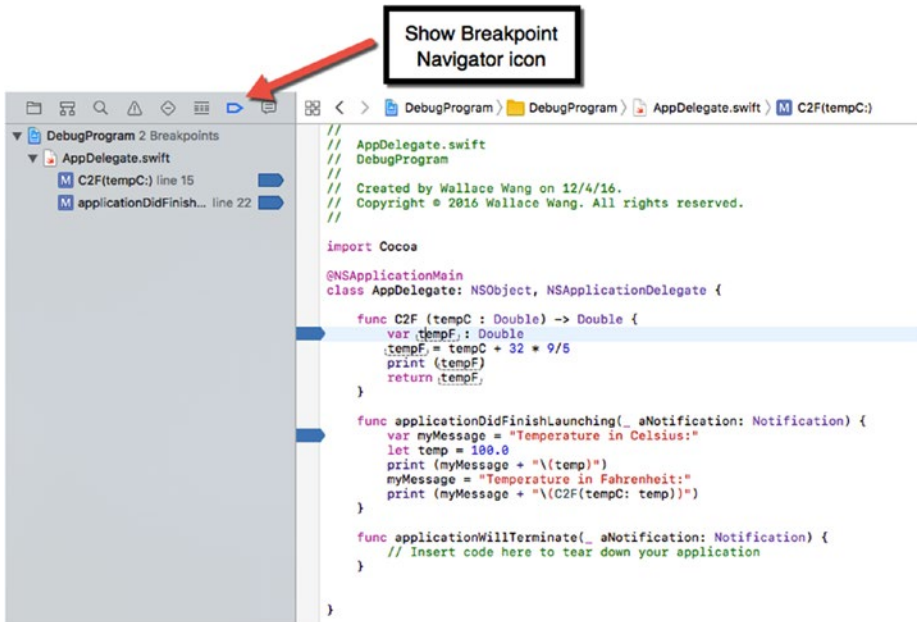 Show Breakpoint
Navigator icon
DebugProgram 〉 DebugProgram 〉 AppDelegate.swift 〉 M C2F(tempC:)
DebugProgram 2 Breakpoints
AppDelegate.swift
M C2F(tempC:) line 15
M applicationDidFinish... line 22
//
// AppDelegate.swift
// DebugProgram
//
// Created by Wallace Wang on 12/4/16.
// Copyright © 2016 Wallace Wang. All rights reserved.
//
import Cocoa
@NSApplicationMain
class AppDelegate: NSObject, NSApplicationDelegate {
func C2F (tempC : Double) -> Double {
var tempF : Double
tempF = tempC + 32 * 9/5
print (tempF)
return tempF
}
func applicationDidFinishLaunching(_ aNotification: Notification) {
var myMessage = "Temperature in Celsius:"
let temp = 100.0
print (myMessage + "\(temp)")
myMessage = "Temperature in Fahrenheit:"
print (myMessage + "\(C2F(tempC: temp))")
}
func applicationWillTerminate(_ aNotification: Notification) {
// Insert code here to tear down your application
}
}